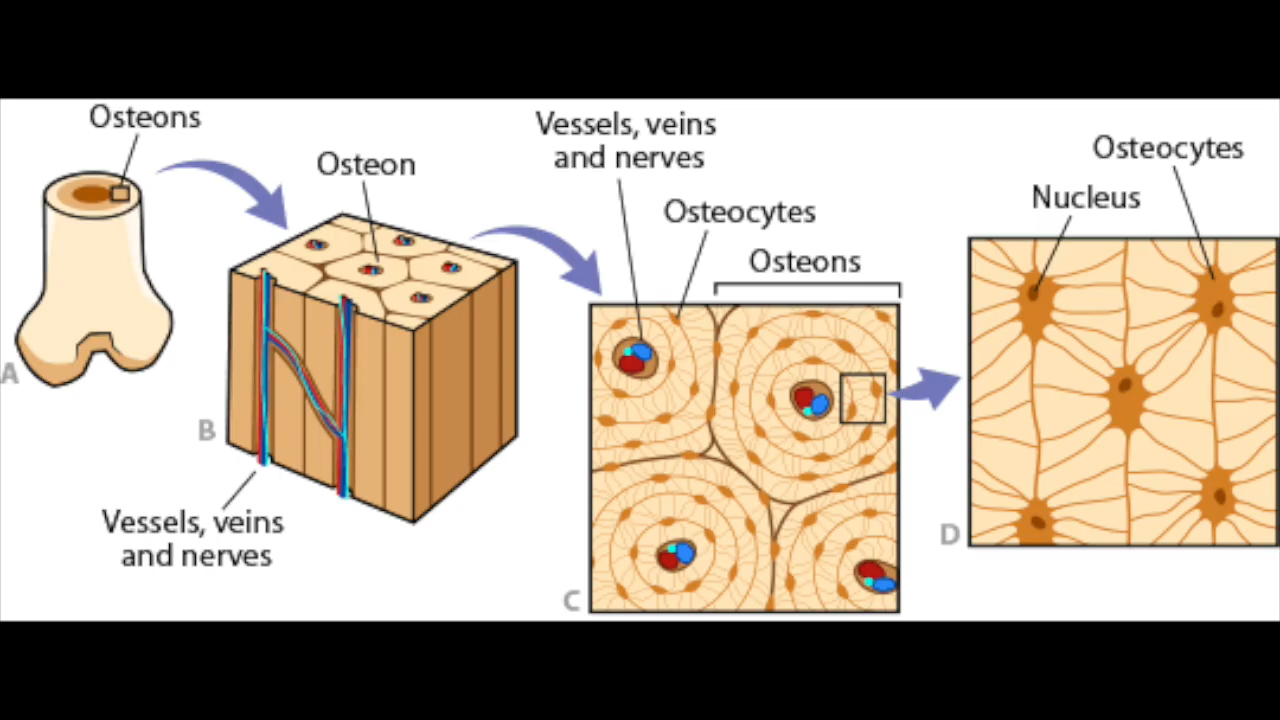 Osteons
A
Osteon
B
Vessels, veins
and nerves
Vessels, veins
and nerves
Osteocytes
Osteons
C
Osteocytes
Nucleus
D